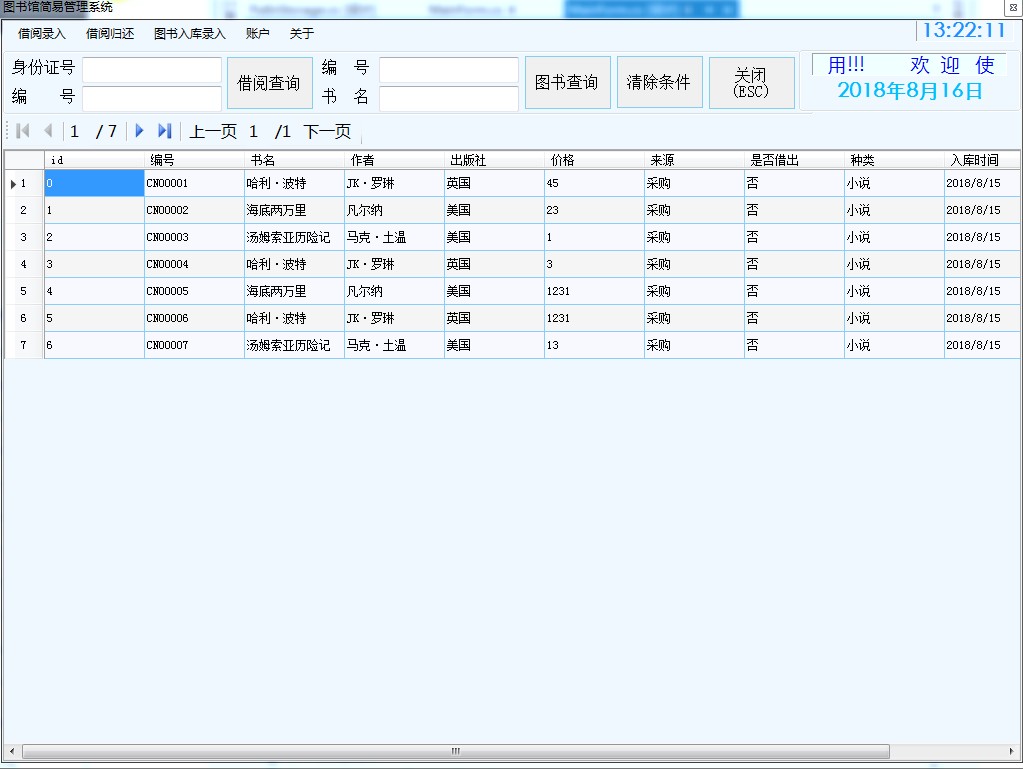 图书馆简易管理系统
借阅录入 借阅归还 图书入库录入 账户 关于 13:22:11
身份证号 借阅查询 编 号 图书查询 清除条件 关闭 (ESC) 用!!! 欢 迎 使
编 号 书 名 2018年8月16日
1 / 7 上一页 1 /1 下一页
id 编号 书名 作者 出版社 价格 来源 是否借出 种类 入库时间
1 0 CN00001 哈利·波特 JK·罗琳 英国 45 采购 否 小说 2018/8/15
2 1 CN00002 海底两万里 凡尔纳 美国 23 采购 否 小说 2018/8/15
3 2 CN00003 汤姆索亚历险记 马克·土温 美国 1 采购 否 小说 2018/8/15
4 3 CN00004 哈利·波特 JK·罗琳 英国 3 采购 否 小说 2018/8/15
5 4 CN00005 海底两万里 凡尔纳 美国 1231 采购 否 小说 2018/8/15
6 5 CN00006 哈利·波特 JK·罗琳 英国 1231 采购 否 小说 2018/8/15
7 6 CN00007 汤姆索亚历险记 马克·土温 美国 13 采购 否 小说 2018/8/15